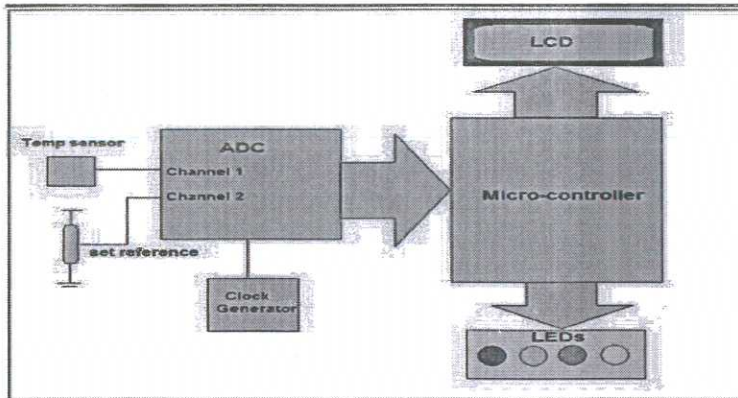 LCD
Temp sensor
ADC
Channel 1
Channel 2
set reference
Micro-controller
Clock
Generator
LEDs